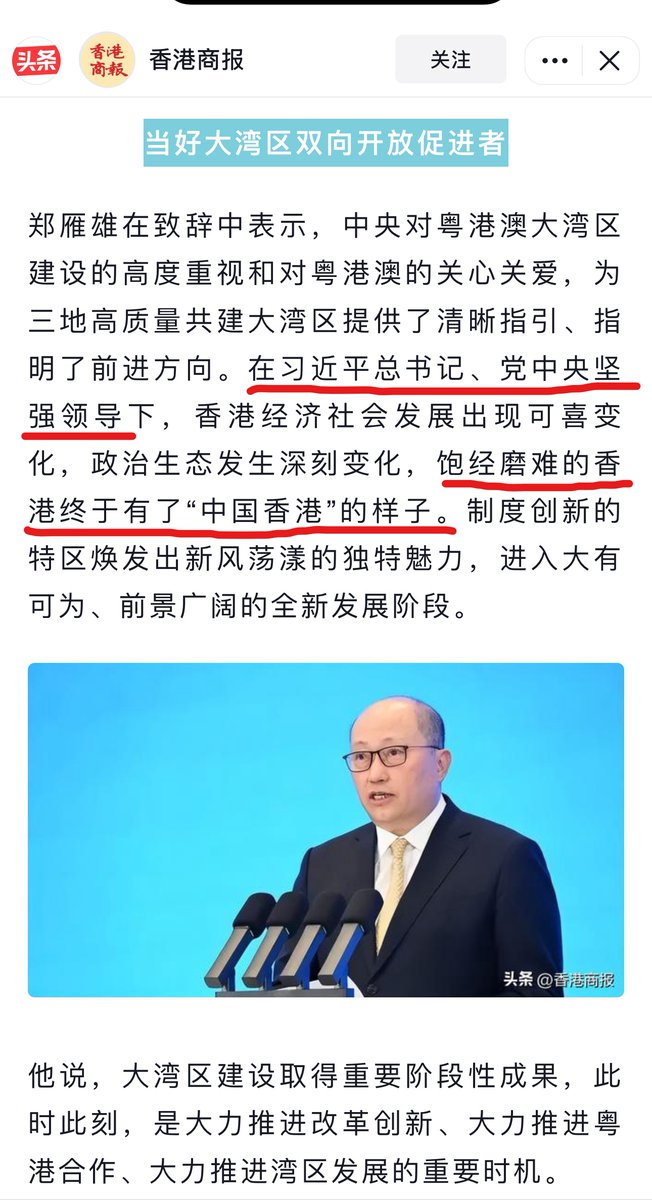 头条
香港商報
香港商报
关注
当好大湾区双向开放促进者
郑雁雄在致辞中表示，中央对粤港澳大湾区
建设的高度重视和对粤港澳的关心关爱，为
三地高质量共建大湾区提供了清晰指引、指
明了前进方向。在习近平总书记、党中央坚
强领导下，香港经济社会发展出现可喜变
化，政治生态发生深刻变化，饱经磨难的香
港终于有了“中国香港”的样子。制度创新的
特区焕发出新风荡漾的独特魅力，进入大有
可为、前景广阔的全新发展阶段。
头条 @香港商报
他说，大湾区建设取得重要阶段性成果，此
时此刻，是大力推进改革创新、大力推进粤
港合作、大力推进湾区发展的重要时机。